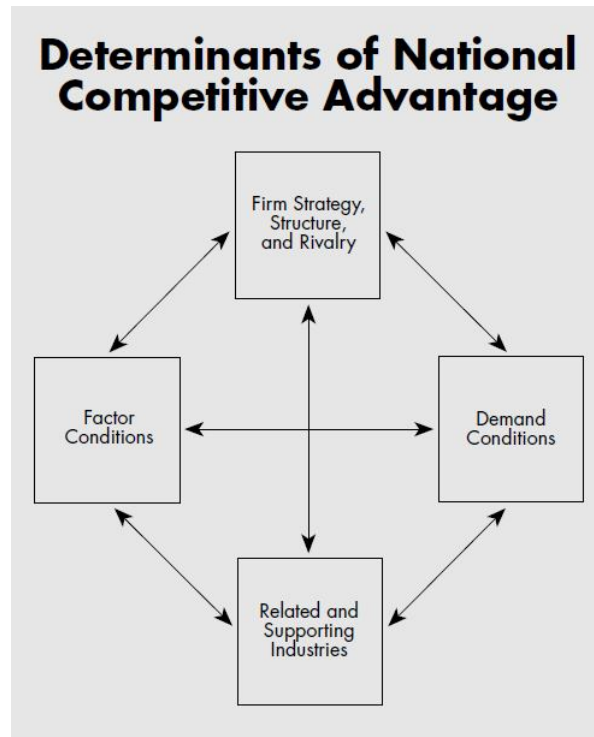 Determinants of National
Competitive Advantage
Firm Strategy,
Structure,
and Rivalry
Factor
Conditions
Demand
Conditions
Related and
Supporting
Industries